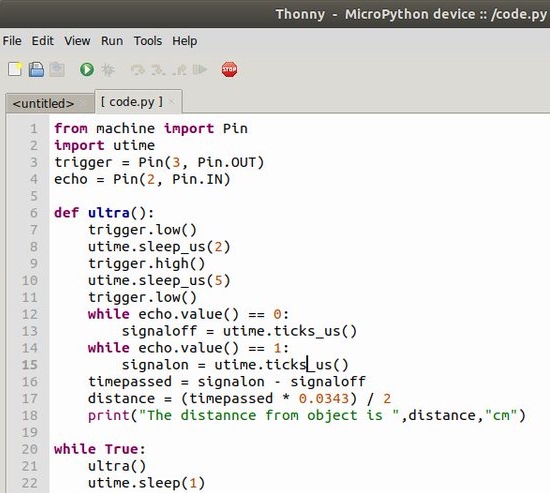 Thonny - MicroPython device :: /code.py
File Edit View Run Tools Help
STOP
<untitled> × [ code.py ] ×
1 from machine import Pin
2 import utime
3 trigger = Pin(3, Pin.OUT)
4 echo = Pin(2, Pin.IN)
5
6 def ultra():
7     trigger.low()
8     utime.sleep_us(2)
9     trigger.high()
10     utime.sleep_us(5)
11     trigger.low()
12     while echo.value() == 0:
13         signaloff = utime.ticks_us()
14     while echo.value() == 1:
15         signalon = utime.ticks_us()
16     timepassed = signalon - signaloff
17     distance = (timepassed * 0.0343) / 2
18     print("The distannce from object is ",distance,"cm")
19
20 while True:
21     ultra()
22     utime.sleep(1)